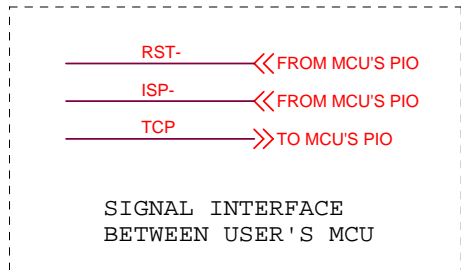 RST-
FROM MCU'S PIO
ISP-
FROM MCU'S PIO
TCP
TO MCU'S PIO
SIGNAL INTERFACE
BETWEEN USER'S MCU